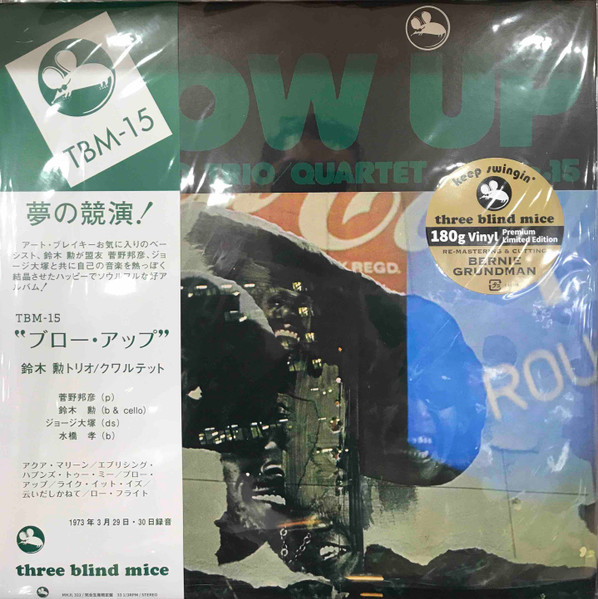 TBM-15
OW UP
RIO QUARTET
15
夢の競演!
アート・ブレイキーお気に入りのベー
シスト、鈴木 勲が盟友 菅野邦彦、ジョー
ジ大塚と共に自己の音楽を熱っぽく
結晶させたハッピーでソウルフルな好ア
ルバム!
TBM-15
"ブロー・アップ"
鈴木 勲トリオ/クワルテット
菅野邦彦 (p)
鈴木 勲 (b & cello)
ジョージ大塚 (ds)
水橋 孝 (b)
アクア・マリーン/エブリシング・
ハプンズ・トゥー・ミー/ブロー・
アップ/ライク・イット・イズ/
云いだしかねて/ロー・フライト
1973年3月29日・30日録音
three blind mice
keep swingin'
three blind mice
180g Vinyl Premium
Limited Edition
RE-MASTERING & CUTTING
BERNIE
GRUNDMAN
K REGD.
ROU